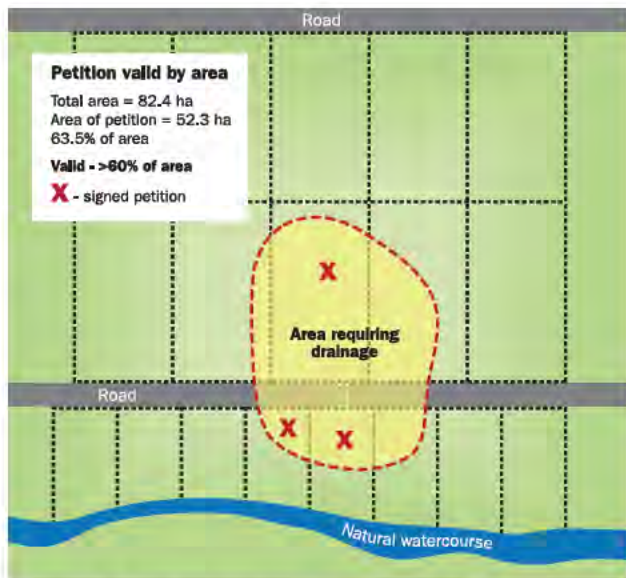 Road
Petition valid by area
Total area = 82.4 ha
Area of petition = 52.3 ha
63.5% of area
Valid - >60% of area
X - signed petition
X
Area requiring
drainage
Road
X
X
Natural watercourse